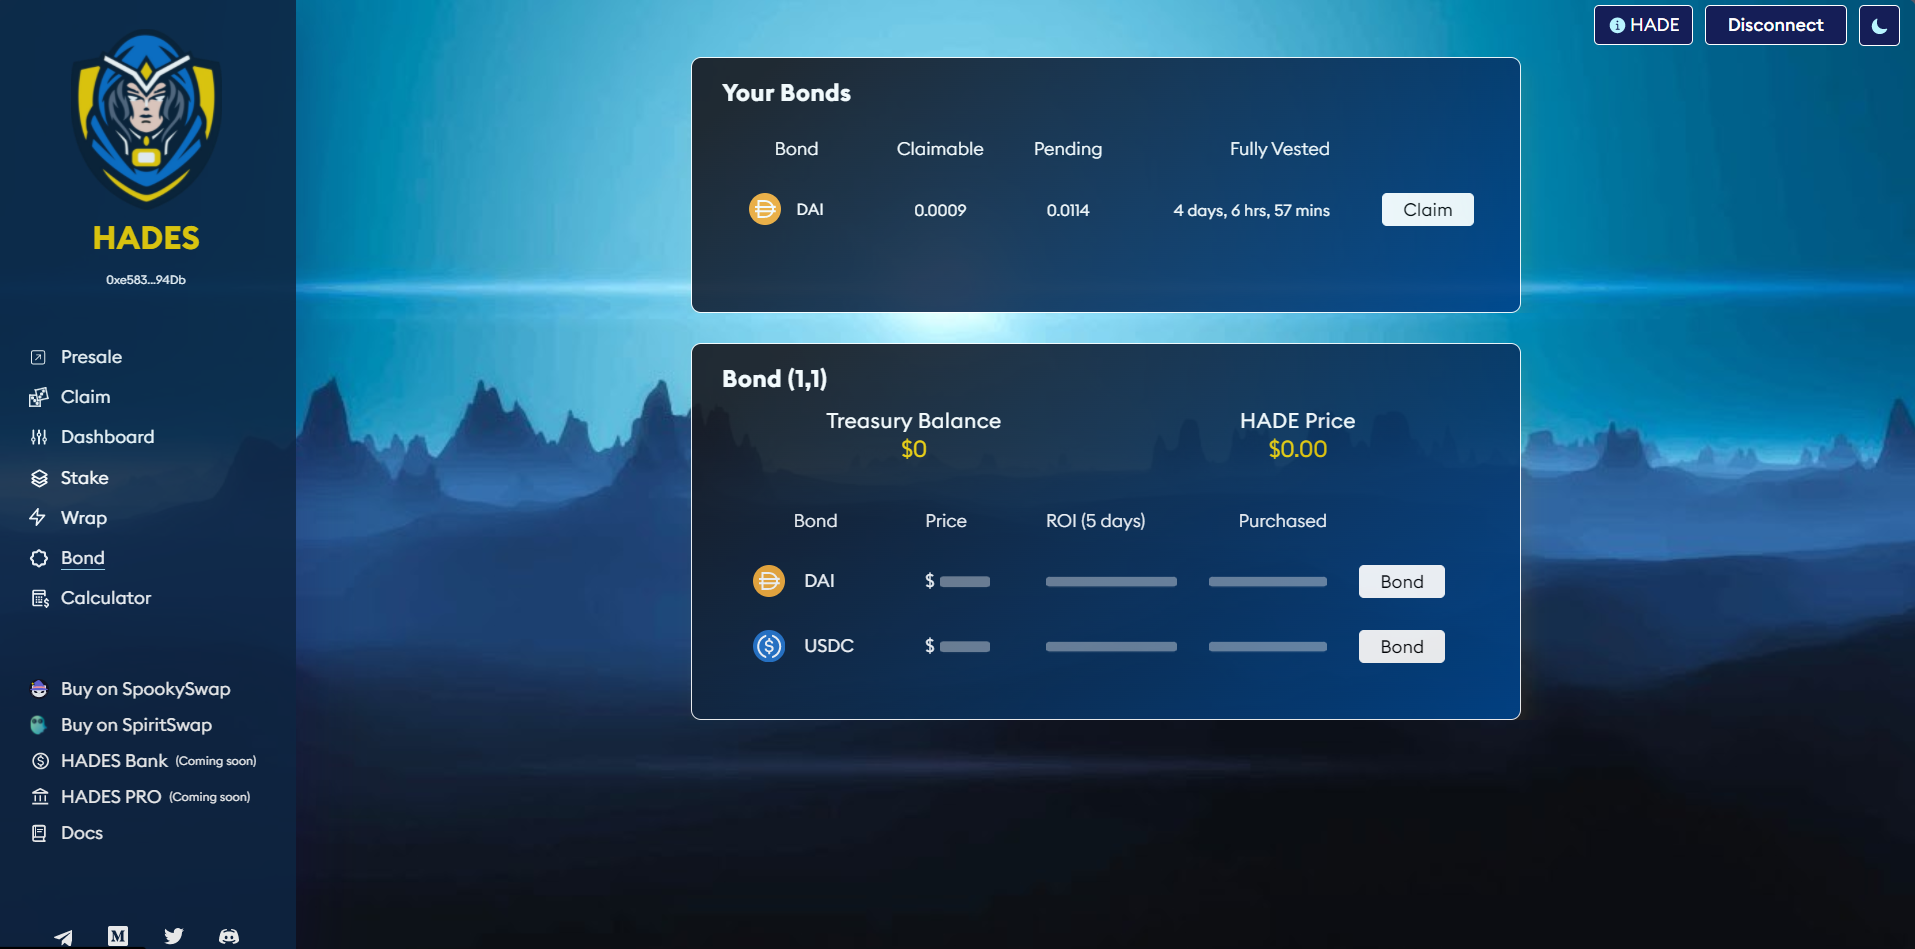 HADES
0xe583...94Db
Presale
Claim
Dashboard
Stake
Wrap
Bond
Calculator
Buy on SpookySwap
Buy on SpiritSwap
HADES Bank (Coming soon)
HADES PRO (Coming soon)
Docs
M
HADE
Disconnect
Your Bonds
Bond Claimable Pending Fully Vested
DAI 0.0009 0.0114 4 days, 6 hrs, 57 mins Claim
Bond (1,1)
Treasury Balance HADE Price
$0 $0.00
Bond Price ROI (5 days) Purchased
DAI $ Bond
USDC $ Bond